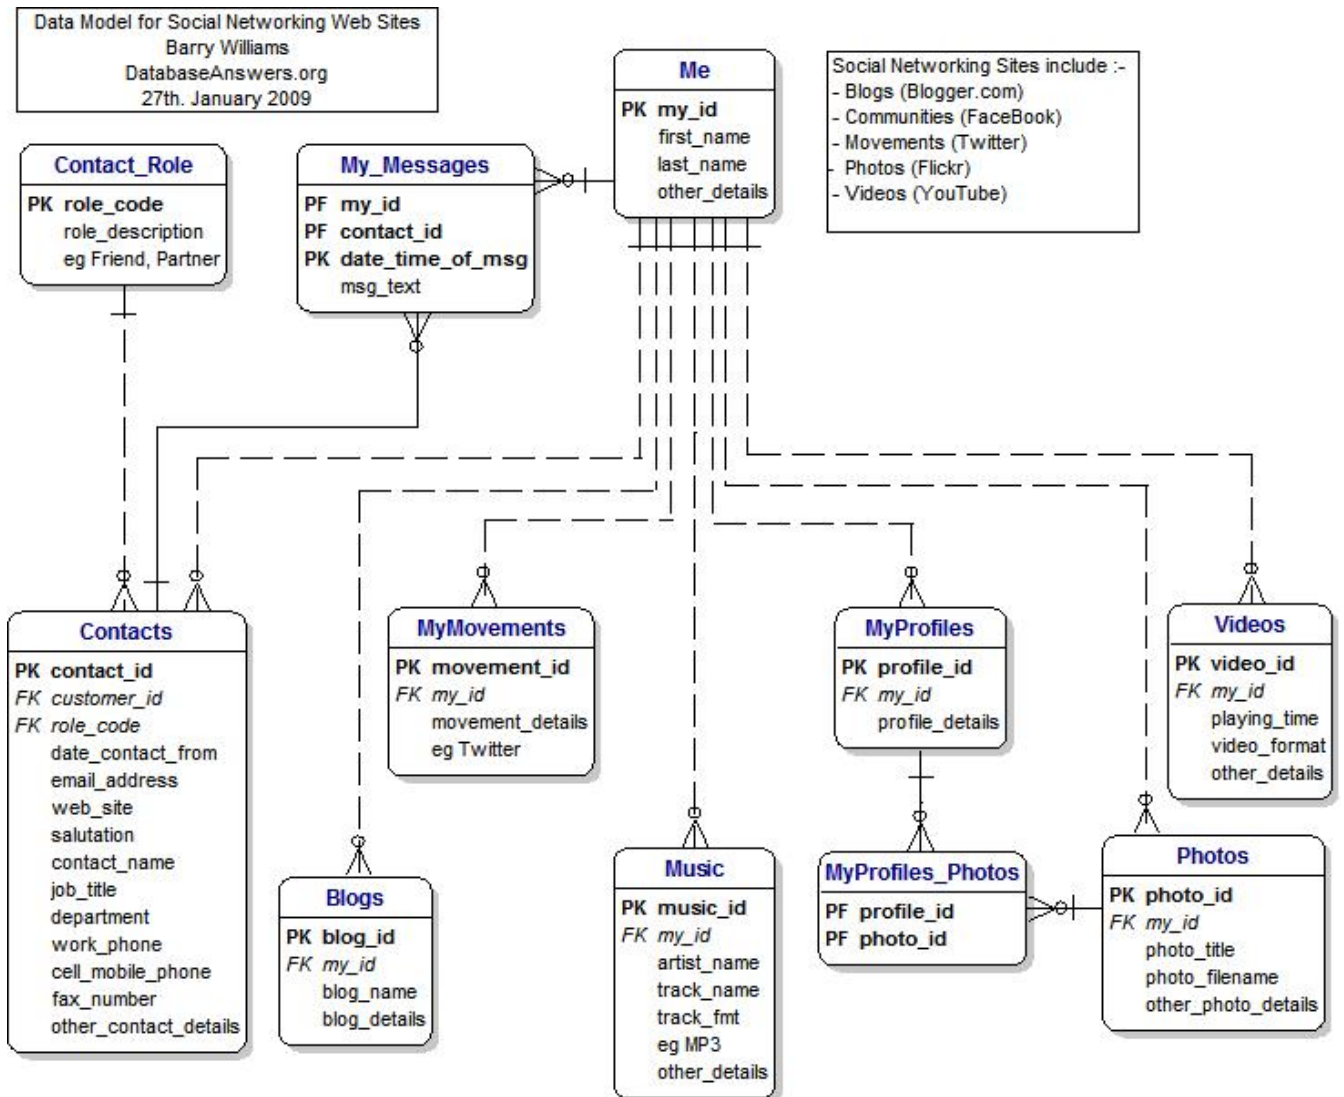 Data Model for Social Networking Web Sites
Barry Williams
DatabaseAnswers.org
27th. January 2009
Me
PK my_id
first_name
last_name
other_details
Social Networking Sites include :-
- Blogs (Blogger.com)
- Communities (FaceBook)
- Movements (Twitter)
- Photos (Flickr)
- Videos (YouTube)
Contact_Role
PK role_code
role_description
eg Friend, Partner
My_Messages
PF my_id
PF contact_id
PK date_time_of_msg
msg_text
Contacts
PK contact_id
FK customer_id
FK role_code
date_contact_from
email_address
web_site
salutation
contact_name
job_title
department
work_phone
cell_mobile_phone
fax_number
other_contact_details
MyMovements
PK movement_id
FK my_id
movement_details
eg Twitter
MyProfiles
PK profile_id
FK my_id
profile_details
Videos
PK video_id
FK my_id
playing_time
video_format
other_details
Blogs
PK blog_id
FK my_id
blog_name
blog_details
Music
PK music_id
FK my_id
artist_name
track_name
track_fmt
eg MP3
other_details
MyProfiles_Photos
PF profile_id
PF photo_id
Photos
PK photo_id
FK my_id
photo_title
photo_filename
other_photo_details